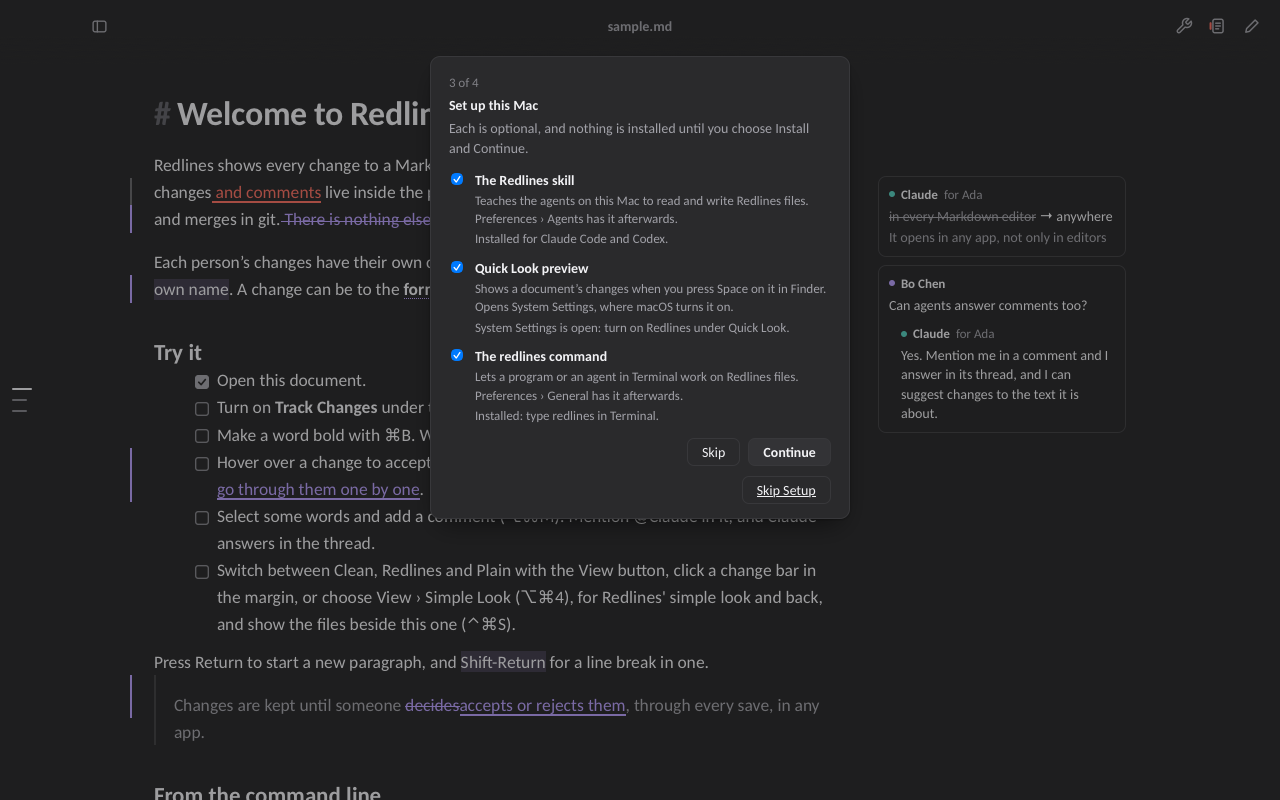 sample.md
# Welcome to Redlin
Redlines shows every change to a Mark
changes and comments live inside the
and merges in git. There is nothing else
Each person’s changes have their own
own name. A change can be to the forr
Try it
Open this document.
Turn on Track Changes under
Make a word bold with ⌘B. W
Hover over a change to accept
go through them one by one.
Select some words and add a comment Mention @Claude in it, and Claude
answers in the thread.
Switch between Clean, Redlines and Plain with the View button, click a change bar in
the margin, or choose View › Simple Look (⌥⌘4), for Redlines' simple look and back,
and show the files beside this one (^⌘S).
Press Return to start a new paragraph, and Shift-Return for a line break in one.
Changes are kept until someone decidesaccepts or rejects them, through every save, in any
app.
From the command line
3 of 4
Set up this Mac
Each is optional, and nothing is installed until you choose Install
and Continue.
The Redlines skill
Teaches the agents on this Mac to read and write Redlines files.
Preferences › Agents has it afterwards.
Installed for Claude Code and Codex.
Quick Look preview
Shows a document’s changes when you press Space on it in Finder.
Opens System Settings, where macOS turns it on.
System Settings is open: turn on Redlines under Quick Look.
The redlines command
Lets a program or an agent in Terminal work on Redlines files.
Preferences › General has it afterwards.
Installed: type redlines in Terminal.
Skip
Continue
Skip Setup
Claude for Ada
in every Markdown editor → anywhere
It opens in any app, not only in editors
Bo Chen
Can agents answer comments too?
Claude for Ada
Yes. Mention me in a comment and I
answer in its thread, and I can
suggest changes to the text it is
about.